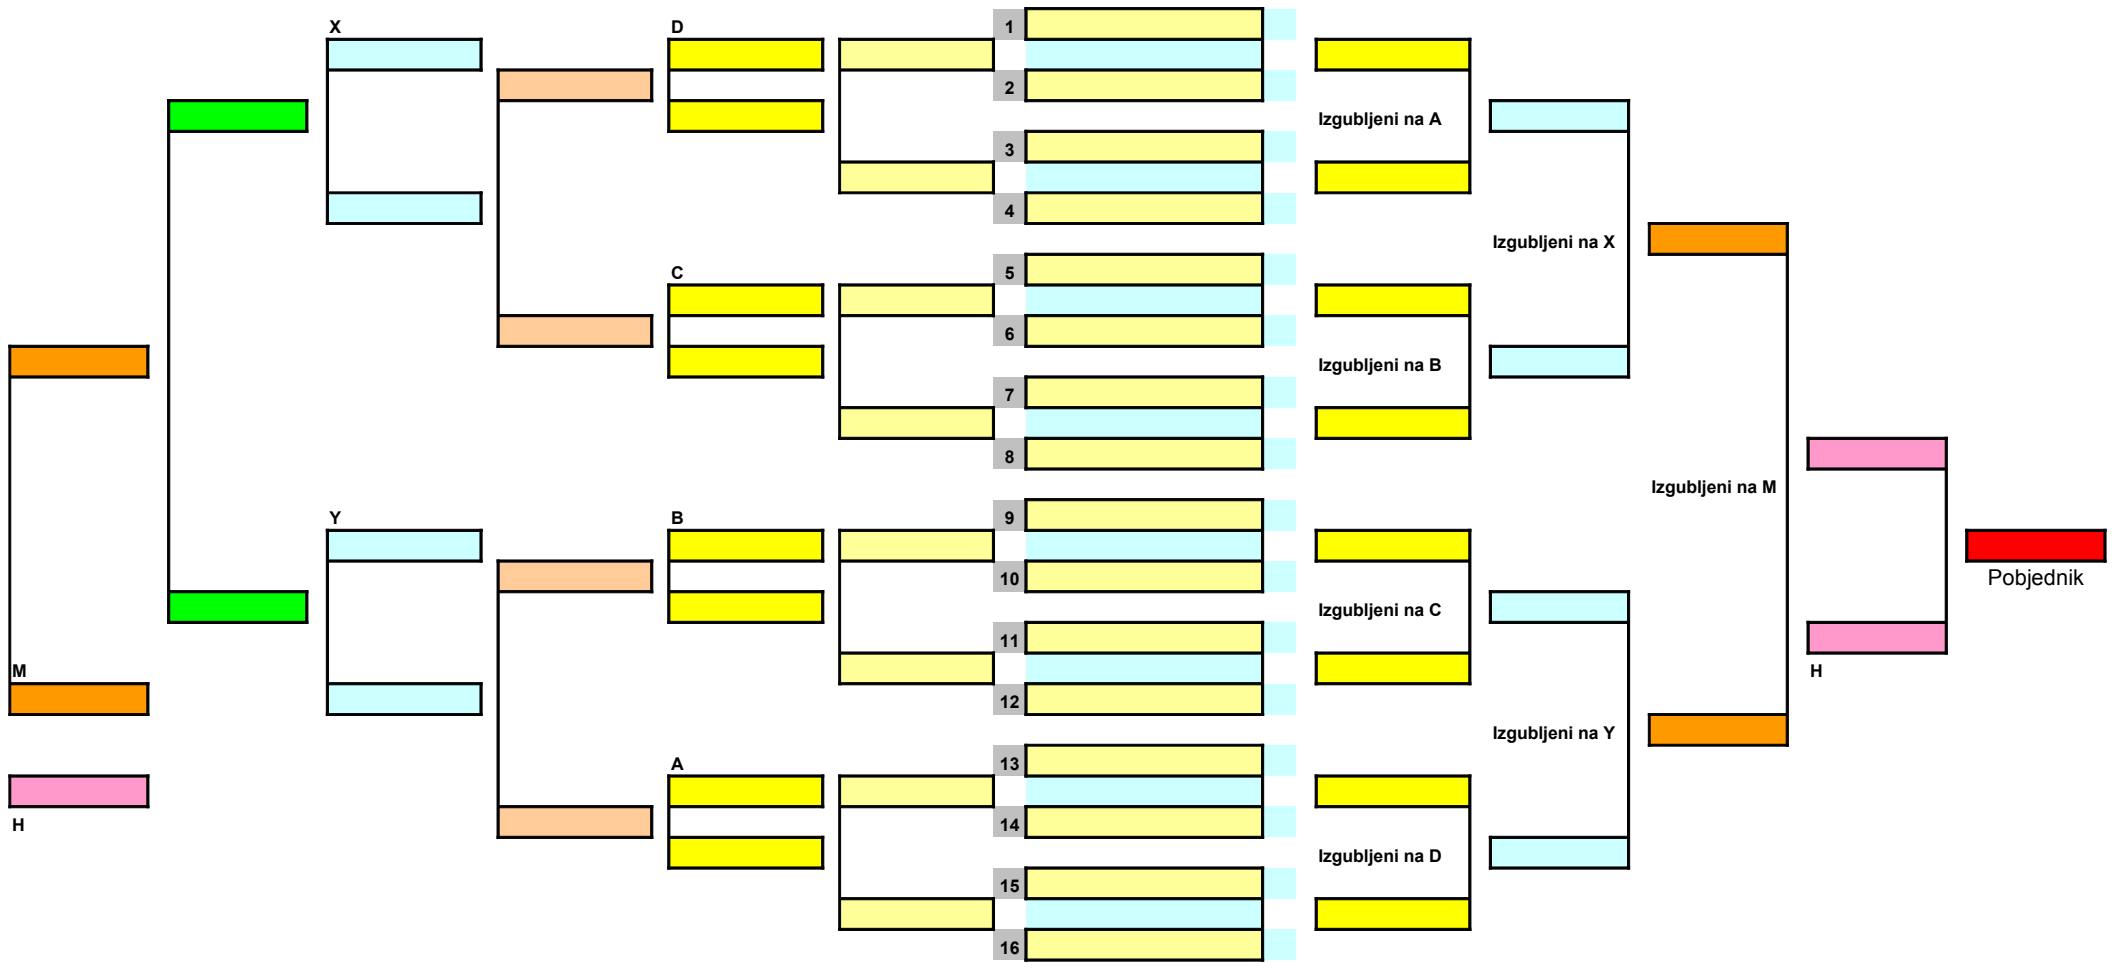 X
D
1
2
Izgubljeni na A
3
4
Izgubljeni na X
C
5
6
Izgubljeni na B
7
8
Izgubljeni na M
Y
B
9
10
Pobjednik
Izgubljeni na C
11
M
H
12
Izgubljeni na Y
A
13
H
14
Izgubljeni na D
15
16